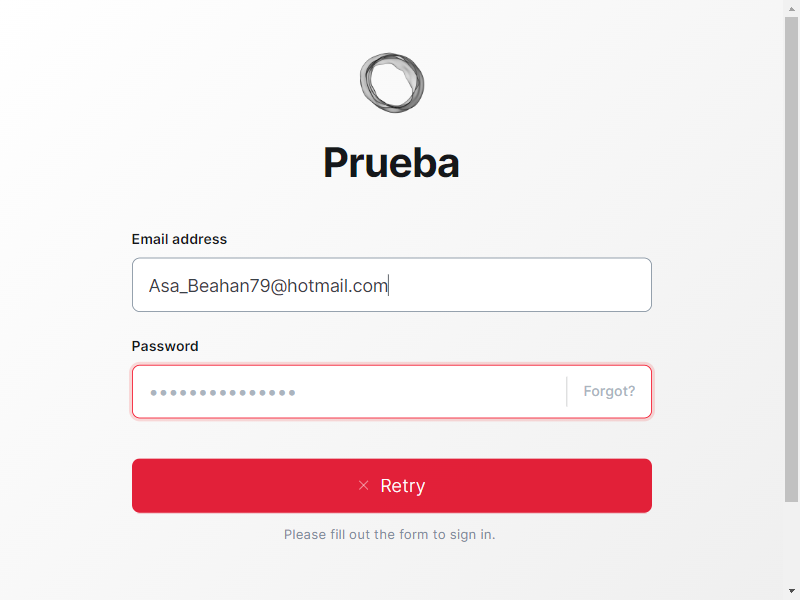 Prueba
Email address
Asa_Beahan79@hotmail.com
Password
Forgot?
Retry
Please fill out the form to sign in.